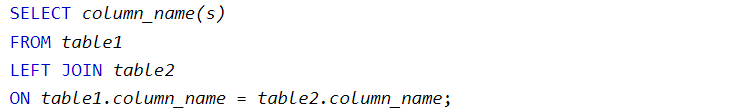 SELECT column_name(s)
FROM table1
LEFT JOIN table2
ON table1.column_name = table2.column_name;